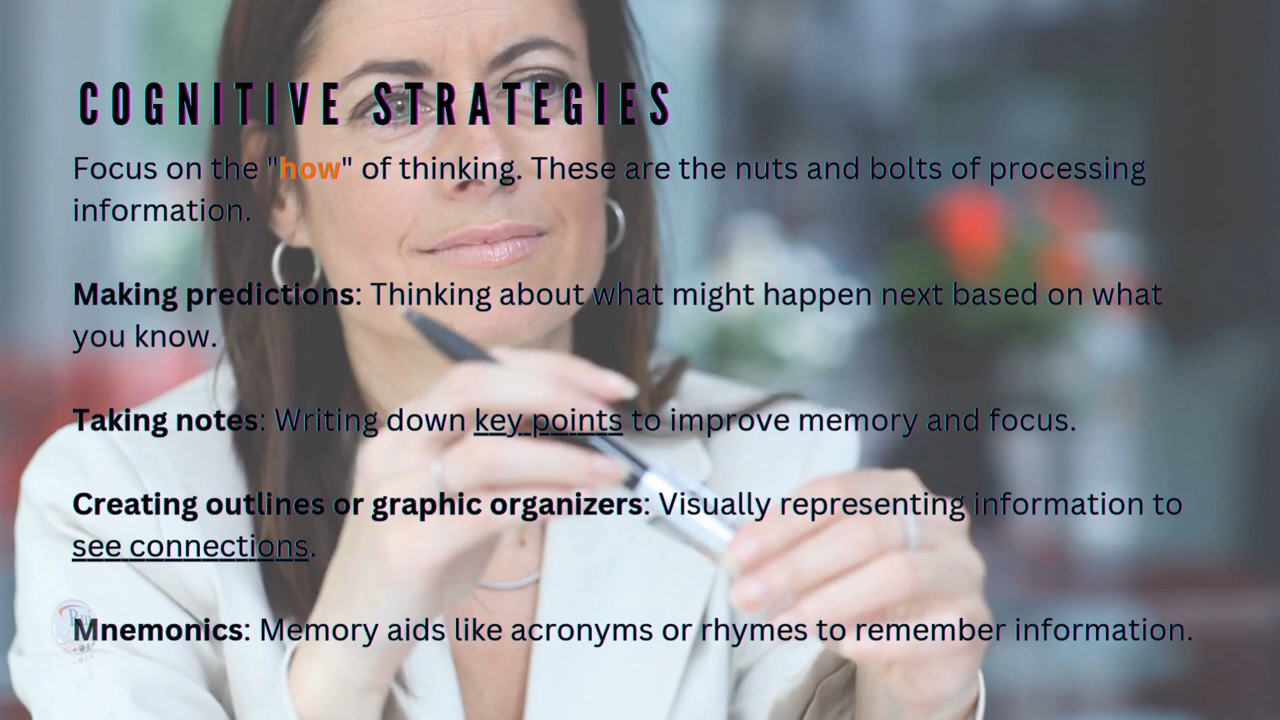 COGNITIVE STRATEGIES
Focus on the "how" of thinking. These are the nuts and bolts of processing
information.
Making predictions: Thinking about what might happen next based on what
you know.
Taking notes: Writing down key points to improve memory and focus.
Creating outlines or graphic organizers: Visually representing information to
see connections.
Mnemonics: Memory aids like acronyms or rhymes to remember information.